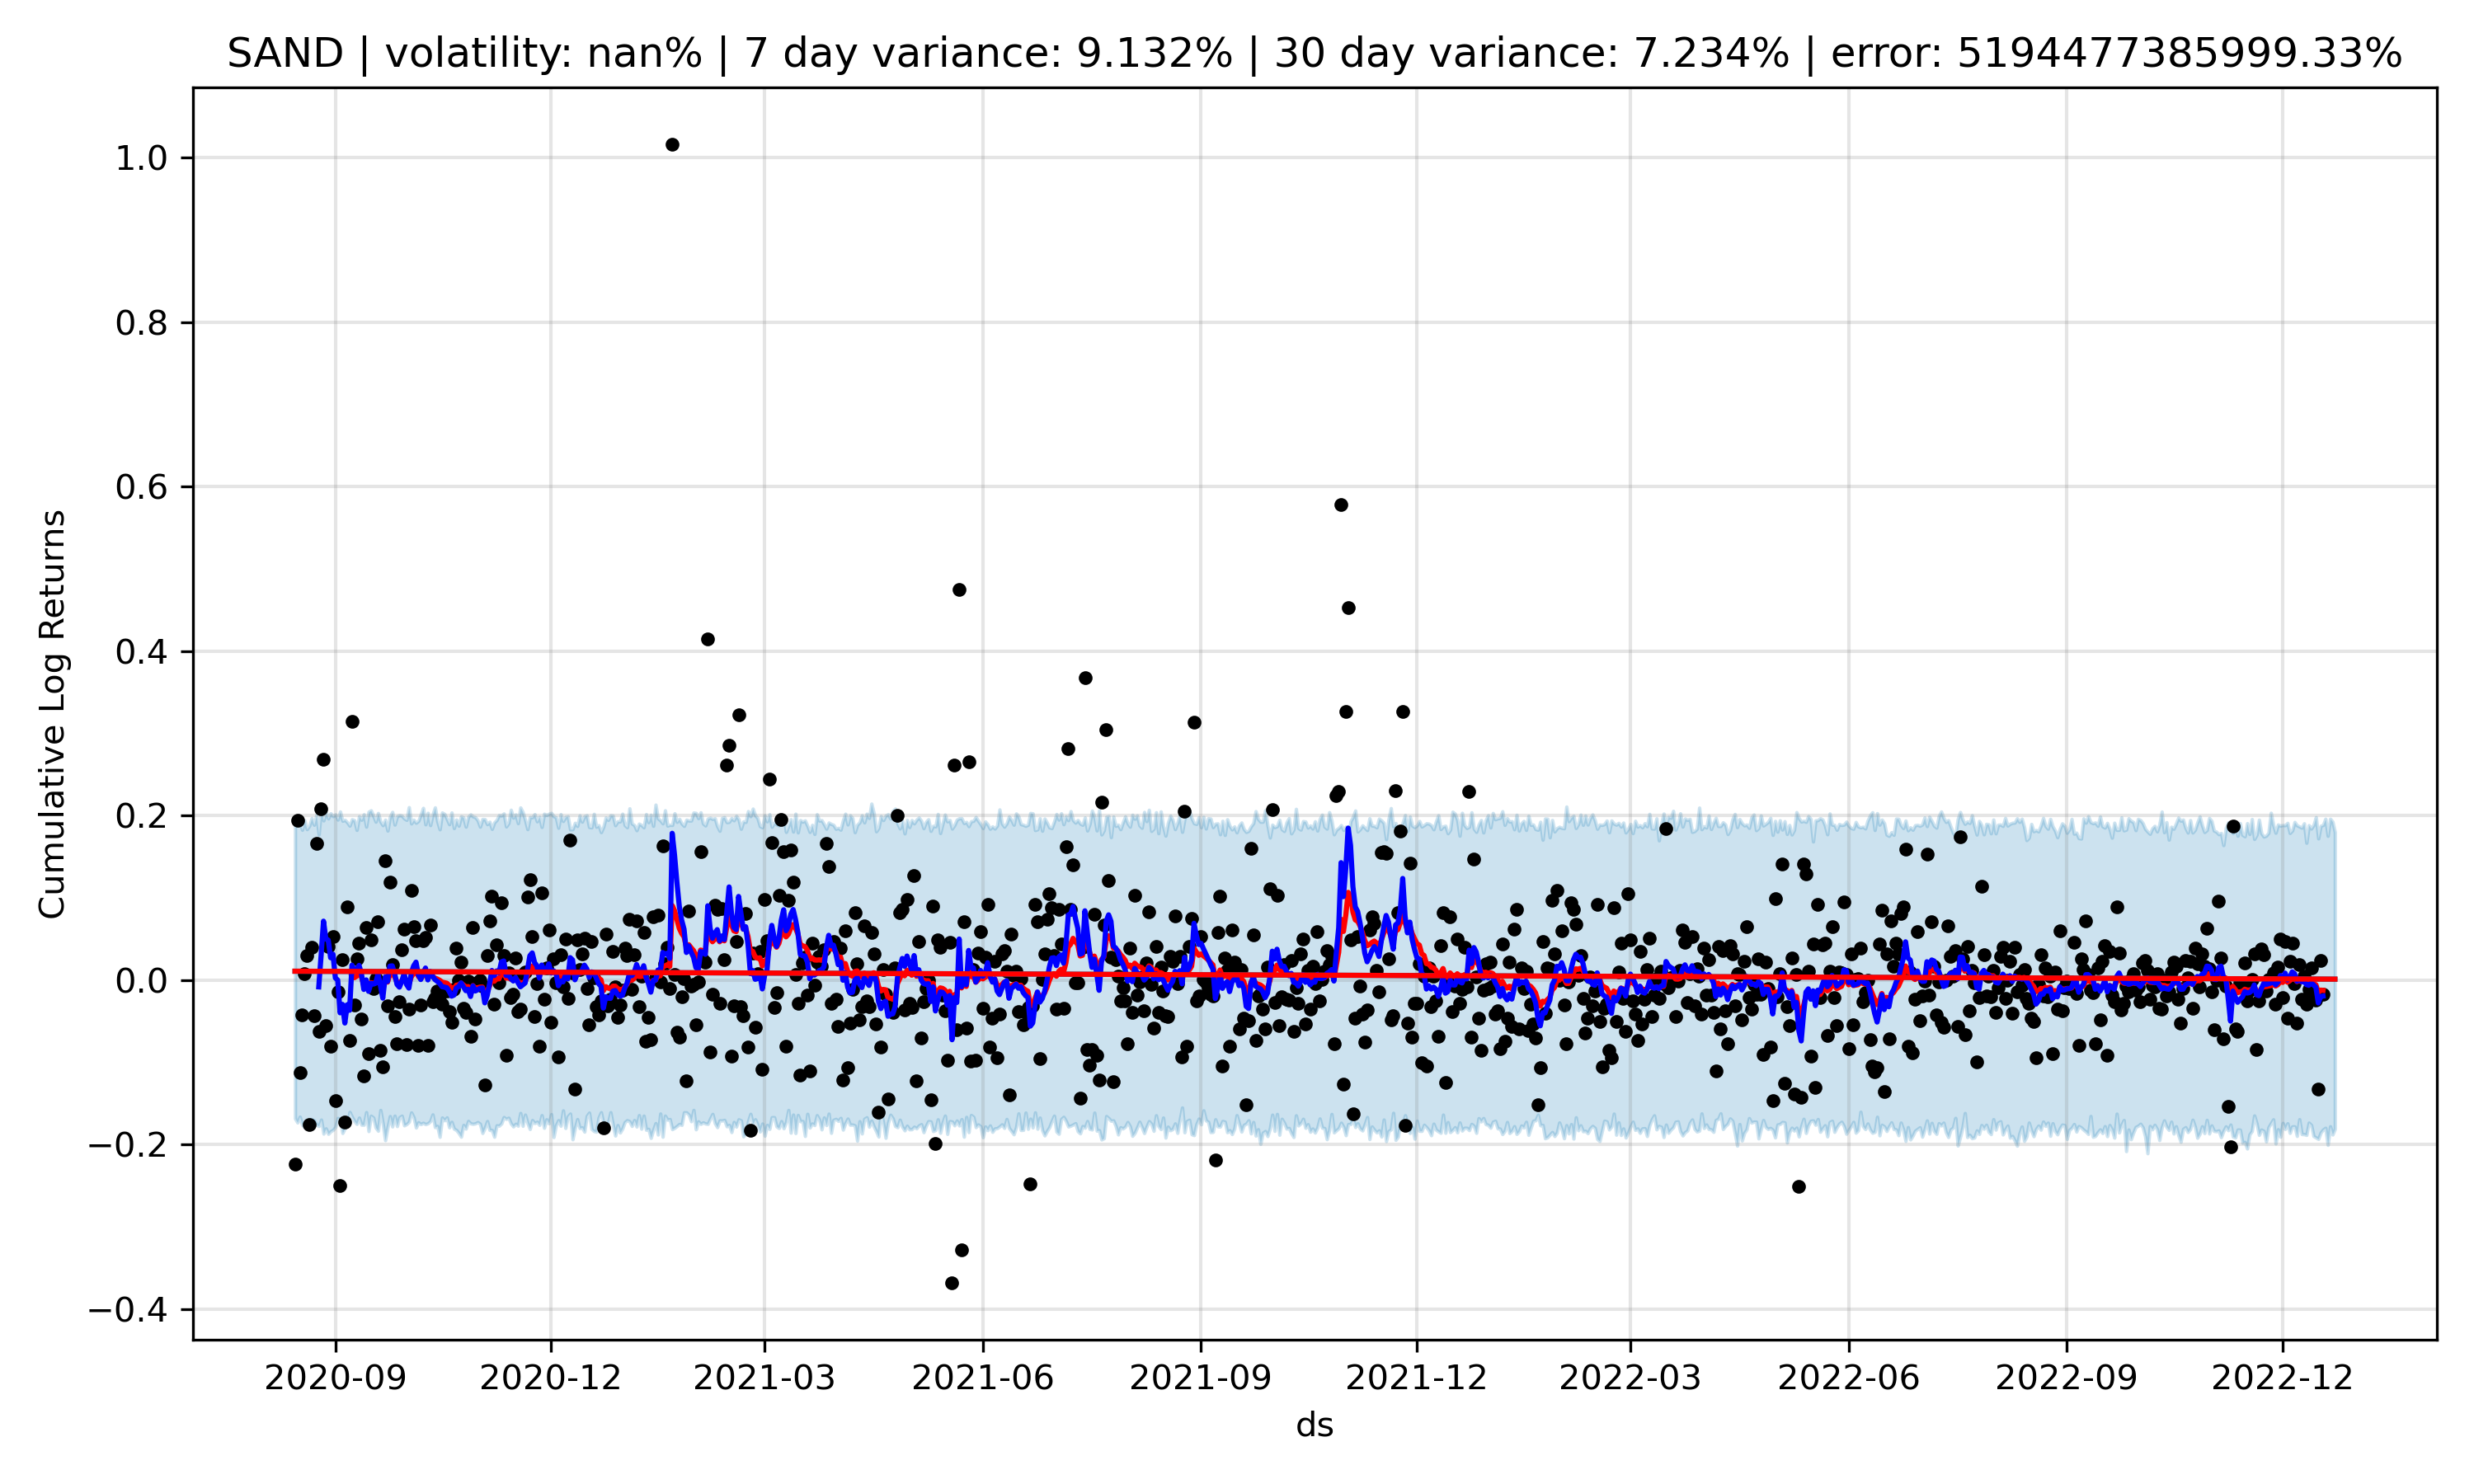 SAND | volatility: nan% | 7 day variance: 9.132% | 30 day variance: 7.234% | error: 5194477385999.33%
1.0
0.8
0.6
0.4
0.2
0.0
−0.2
−0.4
Cumulative Log Returns
2020-09 2020-12 2021-03 2021-06 2021-09 2021-12 2022-03 2022-06 2022-09 2022-12
ds